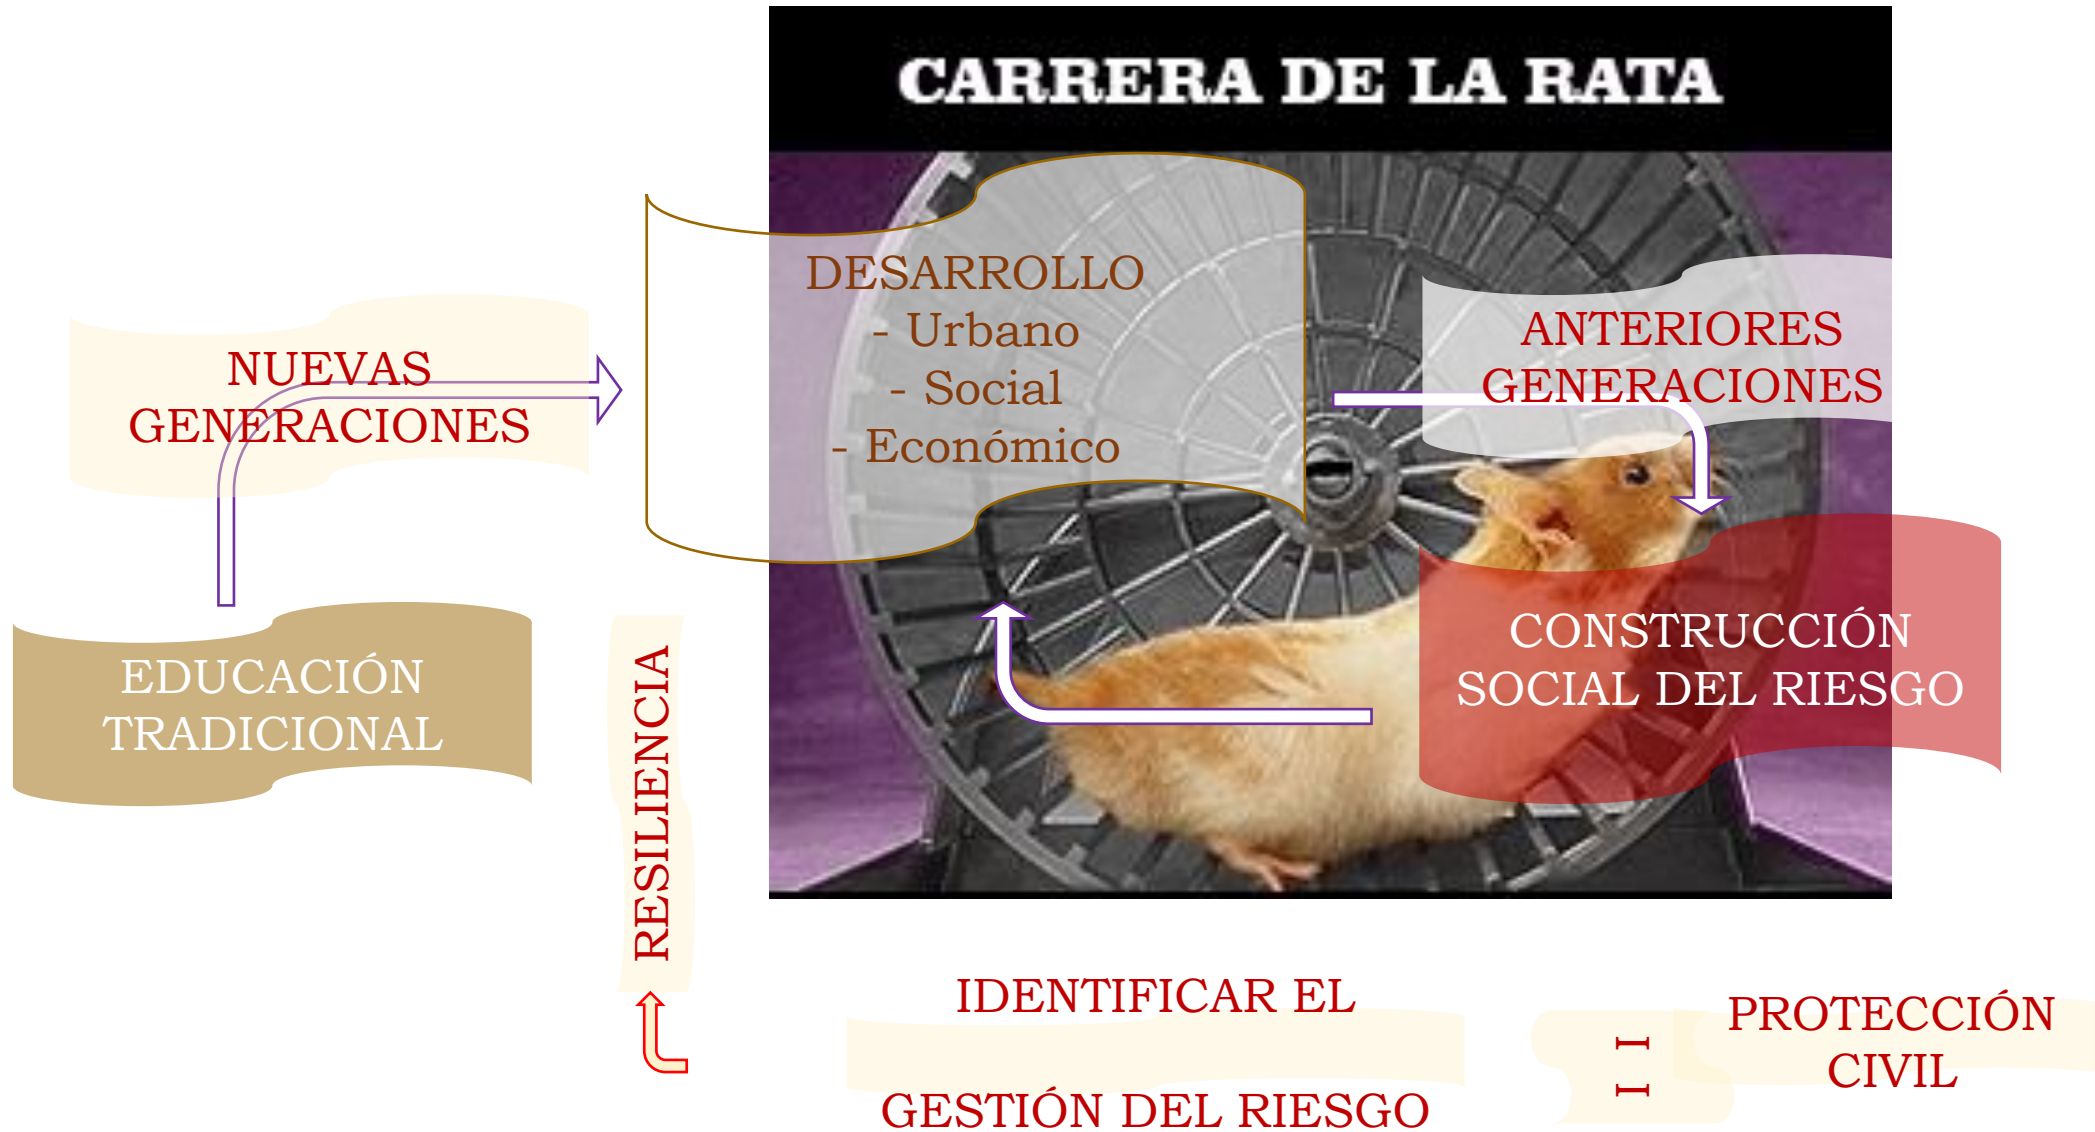 CARRERA DE LA RATA
DESARROLLO
- Urbano
- Social
- Económico
ANTERIORES
GENERACIONES
NUEVAS
GENERACIONES
EDUCACIÓN
TRADICIONAL
CONSTRUCCIÓN
SOCIAL DEL RIESGO
RESILIENCIA
IDENTIFICAR EL
GESTIÓN DEL RIESGO
I I
PROTECCIÓN
CIVIL